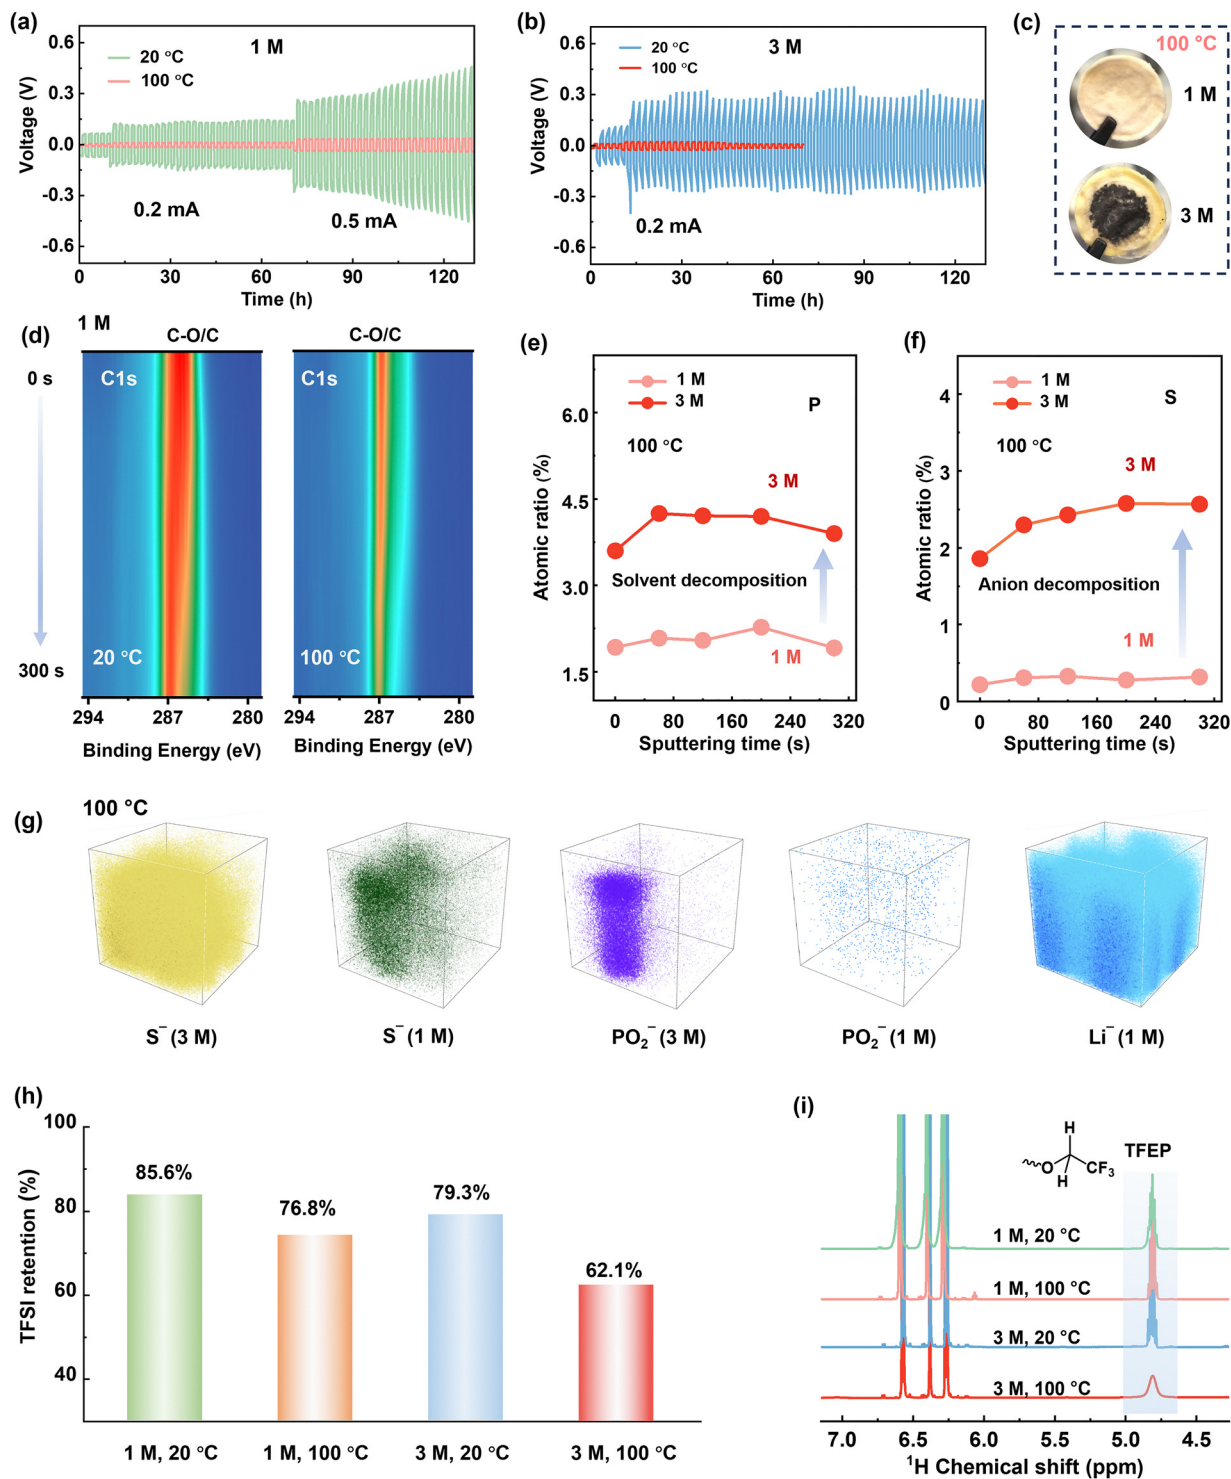 (a)
1 M
20 °C
100 °C
0.2 mA
0.5 mA
0.6
0.3
0.0
-0.3
-0.6
Voltage (V)
0
30
60
90
120
Time (h)
(b)
3 M
20 °C
100 °C
0.2 mA
0.6
0.3
0.0
-0.3
-0.6
Voltage (V)
0
30
60
90
120
Time (h)
(c)
100 °C
1 M
3 M
(d)
1 M
C-O/C
C-O/C
0 s
300 s
C1s
20 °C
C1s
100 °C
294
287
280
294
287
280
Binding Energy (eV)
Binding Energy (eV)
(e)
1 M
3 M
P
100 °C
3 M
Solvent decomposition
1 M
6.0
4.5
3.0
1.5
Atomic ratio (%)
0
80
160
240
320
Sputtering time (s)
(f)
1 M
3 M
S
100 °C
3 M
Anion decomposition
1 M
4
3
2
1
0
Atomic ratio (%)
0
80
160
240
320
Sputtering time (s)
(g)
100 °C
S⁻ (3 M)
S⁻ (1 M)
PO₂⁻ (3 M)
PO₂⁻ (1 M)
Li⁻ (1 M)
(h)
100
80
60
40
TFSI retention (%)
85.6%
76.8%
79.3%
62.1%
1 M, 20 °C
1 M, 100 °C
3 M, 20 °C
3 M, 100 °C
(i)
H
O
CF₃
H
TFEP
1 M, 20 °C
1 M, 100 °C
3 M, 20 °C
3 M, 100 °C
7.0
6.5
6.0
5.5
5.0
4.5
¹H Chemical shift (ppm)